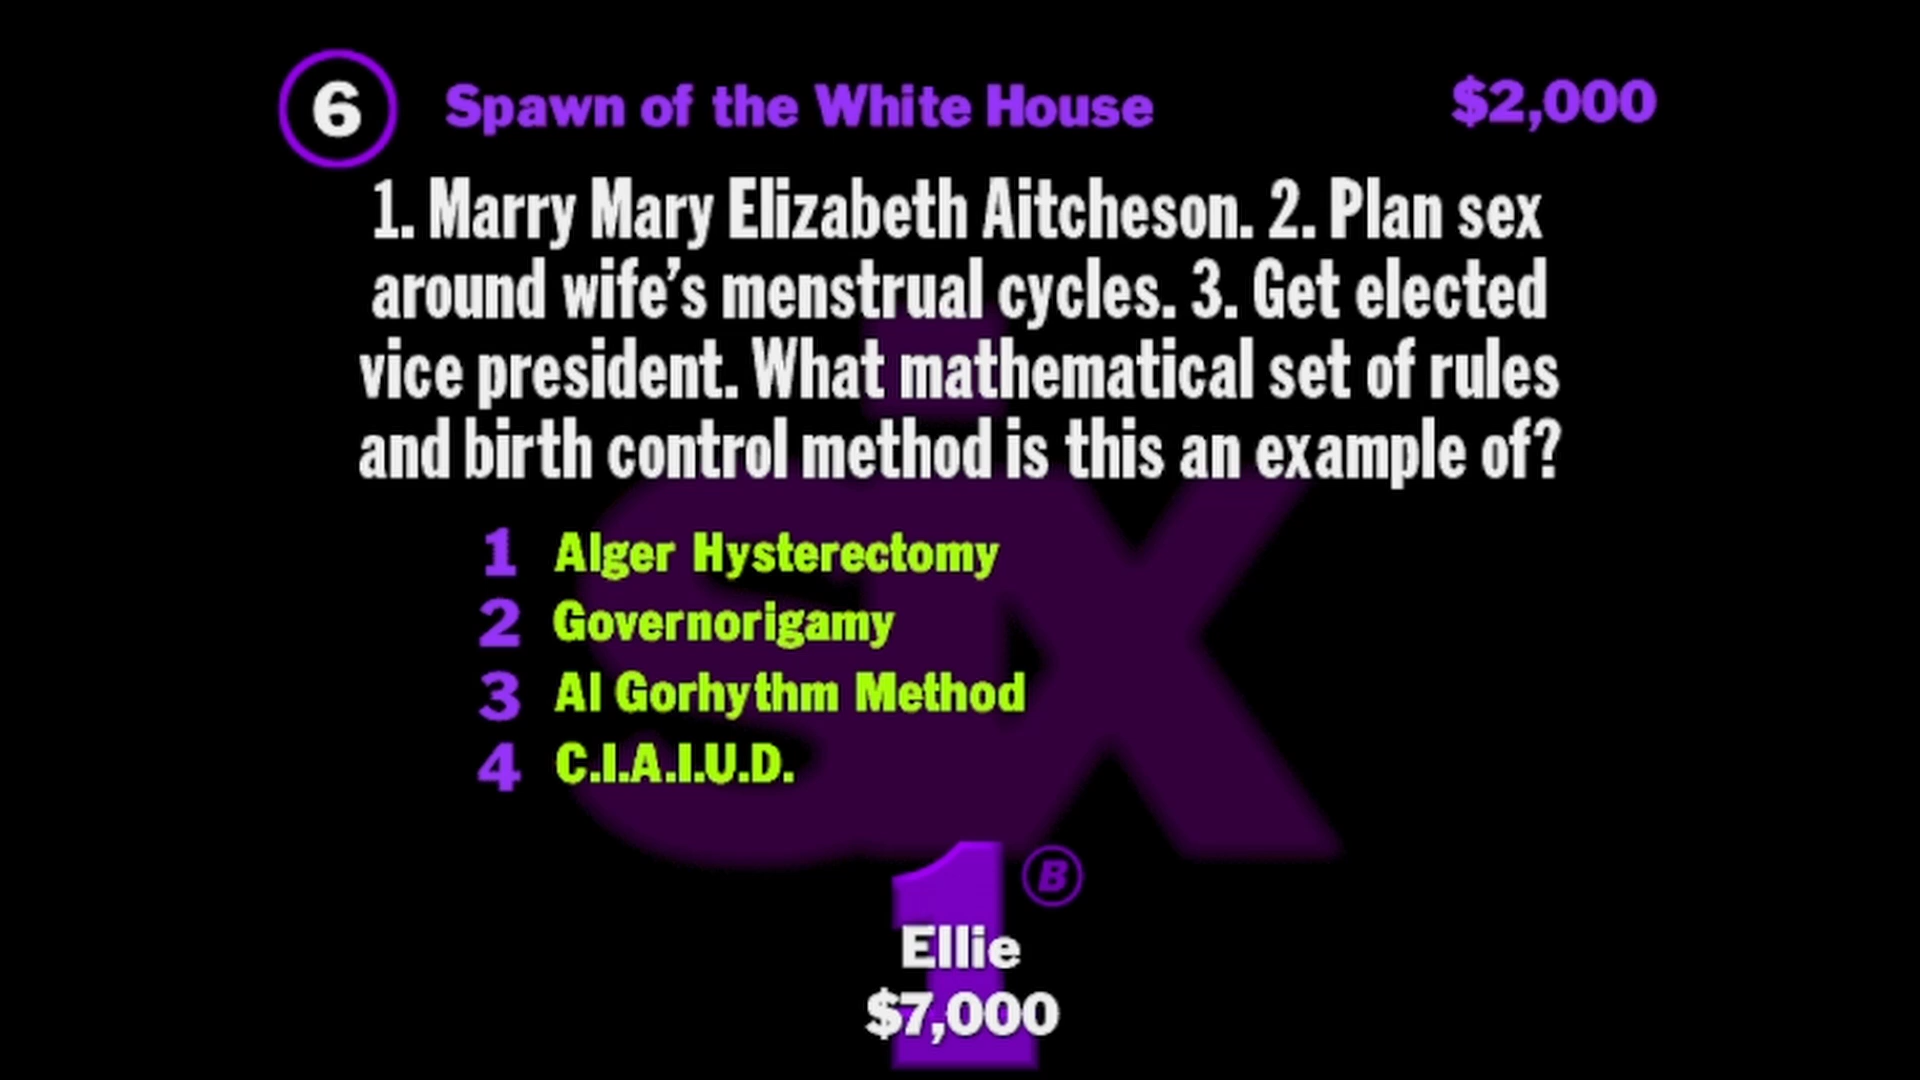 6 Spawn of the White House $2,000
1. Marry Mary Elizabeth Aitcheson. 2. Plan sex
around wife's menstrual cycles. 3. Get elected
vice president. What mathematical set of rules
and birth control method is this an example of?
1 Alger Hysterectomy
2 Governorigamy
3 Al Gorhythm Method
4 C.I.A.I.U.D.
six
1 B
Ellie
$7,000